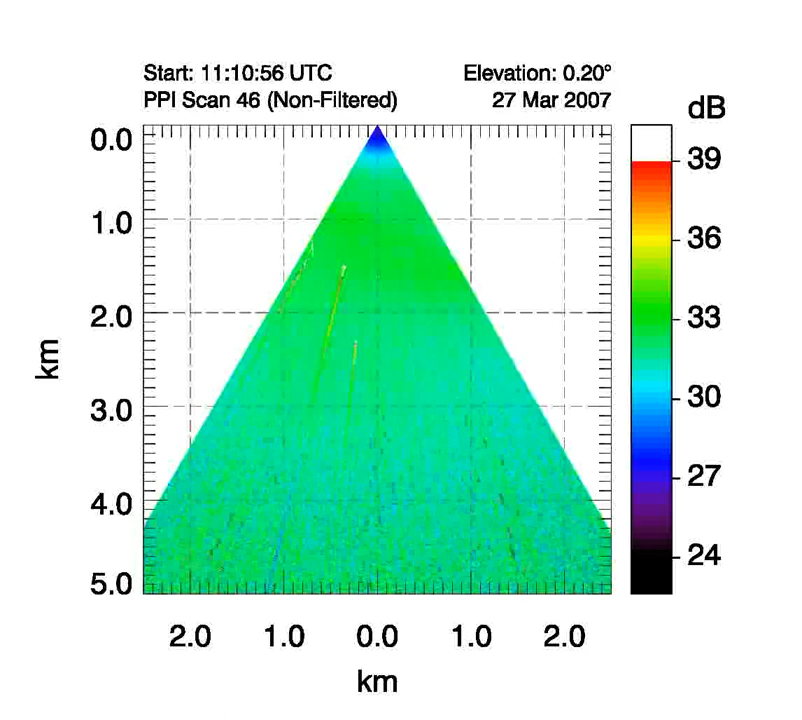 Start: 11:10:56 UTC
Elevation: 0.20°
PPI Scan 46 (Non-Filtered)
27 Mar 2007
dB
0.0
1.0
2.0
3.0
4.0
5.0
km
39
36
33
30
27
24
2.0 1.0 0.0 1.0 2.0
km